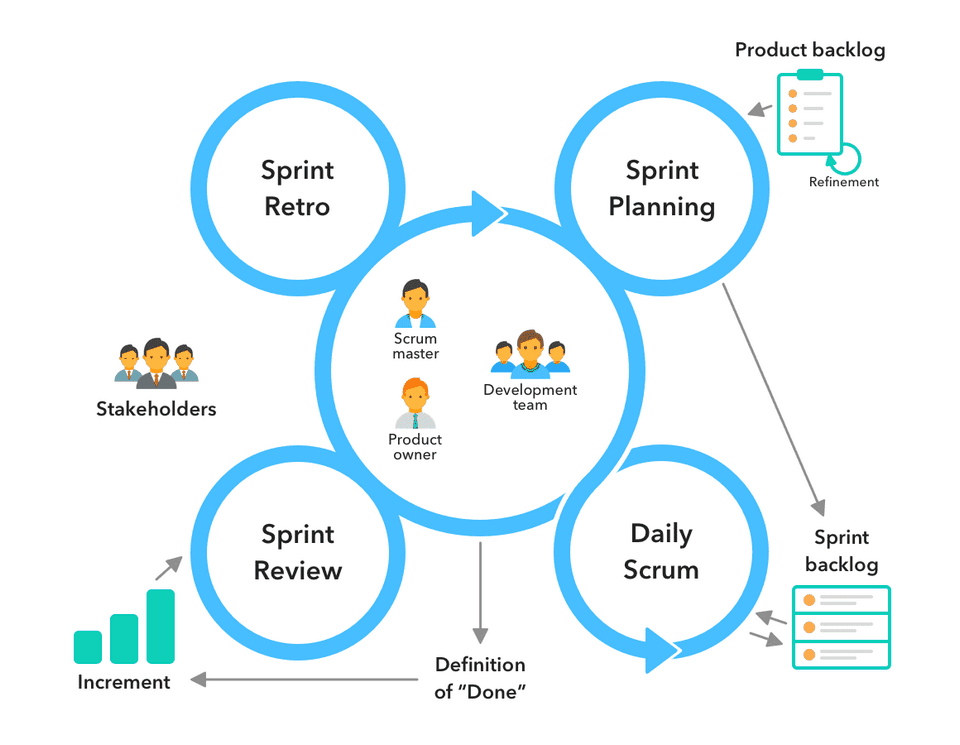 Product backlog
Refinement
Sprint
Retro
Sprint
Planning
Scrum
master
Development
team
Product
owner
Stakeholders
Sprint
Review
Daily
Scrum
Sprint
backlog
Increment
Definition
of “Done”